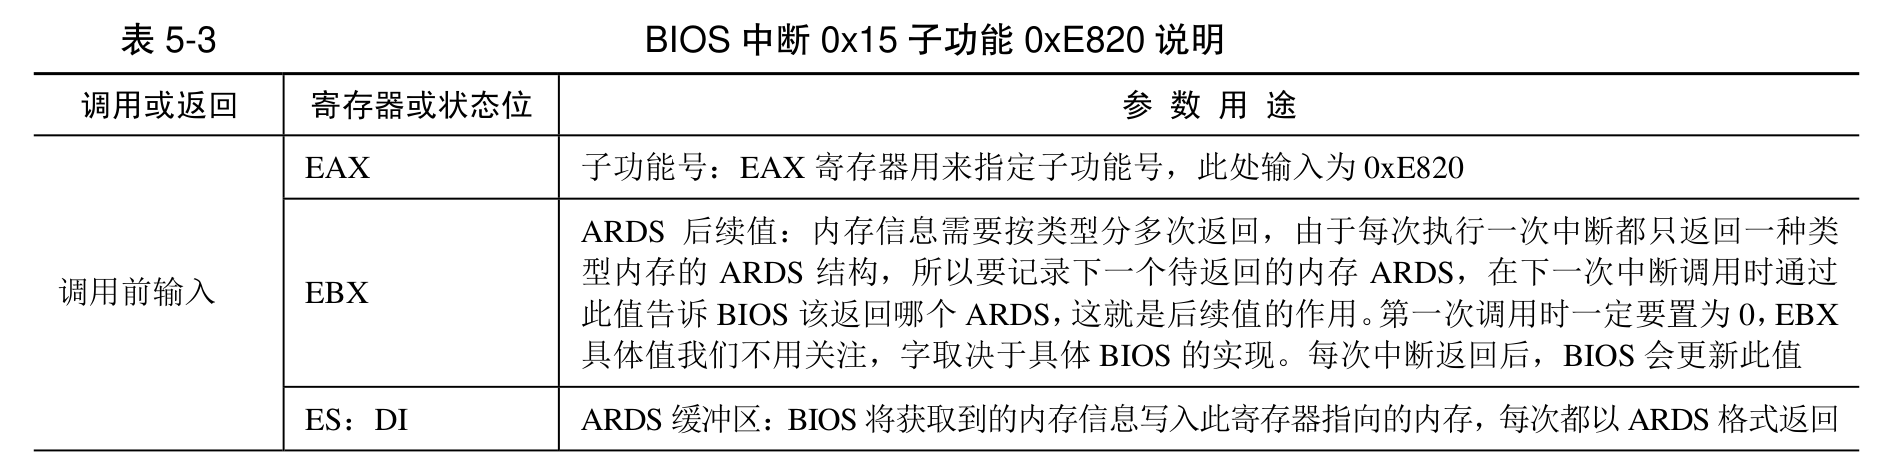 表 5-3 BIOS 中断 0x15 子功能 0xE820 说明
调用或返回 寄存器或状态位 参 数 用 途
调用前输入
EAX 子功能号：EAX 寄存器用来指定子功能号，此处输入为 0xE820
EBX
ARDS 后续值：内存信息需要按类型分多次返回，由于每次执行一次中断都只返回一种类
型内存的 ARDS 结构，所以要记录下一个待返回的内存 ARDS，在下一次中断调用时通过
此值告诉 BIOS 该返回哪个 ARDS，这就是后续值的作用。第一次调用时一定要置为 0，EBX
具体值我们不用关注，字取决于具体 BIOS 的实现。每次中断返回后，BIOS 会更新此值
ES：DI ARDS 缓冲区：BIOS 将获取到的内存信息写入此寄存器指向的内存，每次都以 ARDS 格式返回